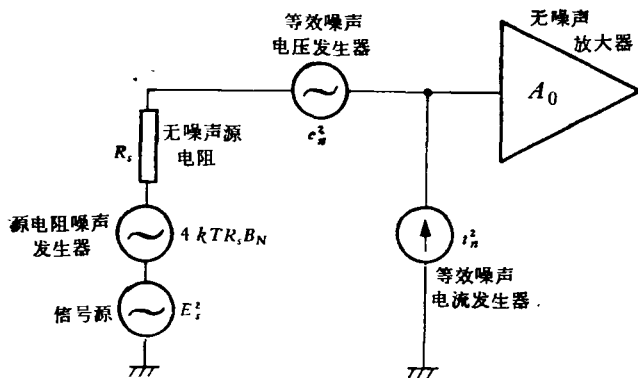 等效噪声
电压发生器
e_n^2
无噪声
放大器
A_0
无噪声源
电阻
R_s
源电阻噪声
发生器
4 kTR_sB_N
信号源
E_s^2
i_n^2
等效噪声
电流发生器